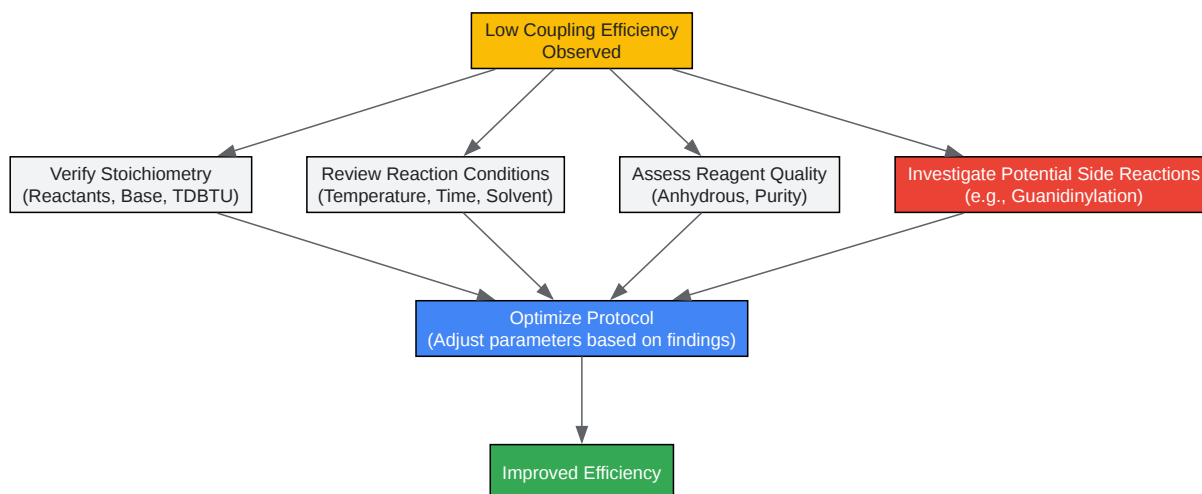 Low Coupling Efficiency
Observed
Verify Stoichiometry
(Reactants, Base, TDBTU)
Review Reaction Conditions
(Temperature, Time, Solvent)
Assess Reagent Quality
(Anhydrous, Purity)
Investigate Potential Side Reactions
(e.g., Guanidinylation)
Optimize Protocol
(Adjust parameters based on findings)
Improved Efficiency